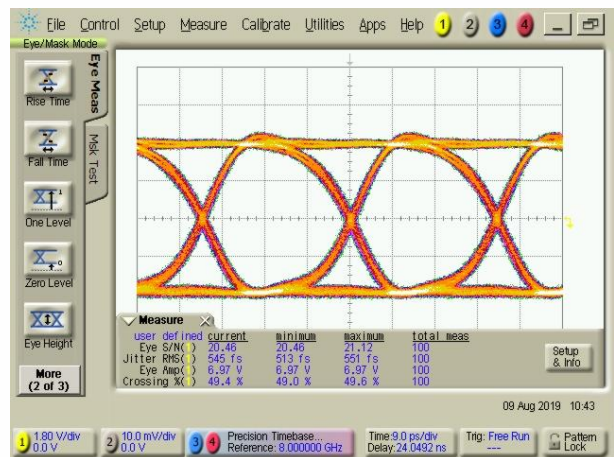 File Control Setup Measure Calibrate Utilities Apps Help 1 2 3 4
Eye/Mask Mode
Eye Meas
Msk Test
Rise Time
Fall Time
One Level
Zero Level
Eye Height
More
(2 of 3)
Measure
user defined current minimum maximum total meas
Eye S/N(1) 20.46 20.46 21.12 100
Jitter RMS(1) 545 fs 513 fs 551 fs 100
Eye Amp(1) 6.97 V 6.97 V 6.97 V 100
Crossing %(1) 49.4 % 49.0 % 49.6 % 100
Setup
& Info
09 Aug 2019 10:43
1 1.80 V/div
0.0 V
2 10.0 mV/div
0.0 V
3 4 Precision Timebase...
Reference: 8.000000 GHz
Time:9.0 ps/div
Delay:24.0492 ns
Trig: Free Run
---
Pattern
Lock